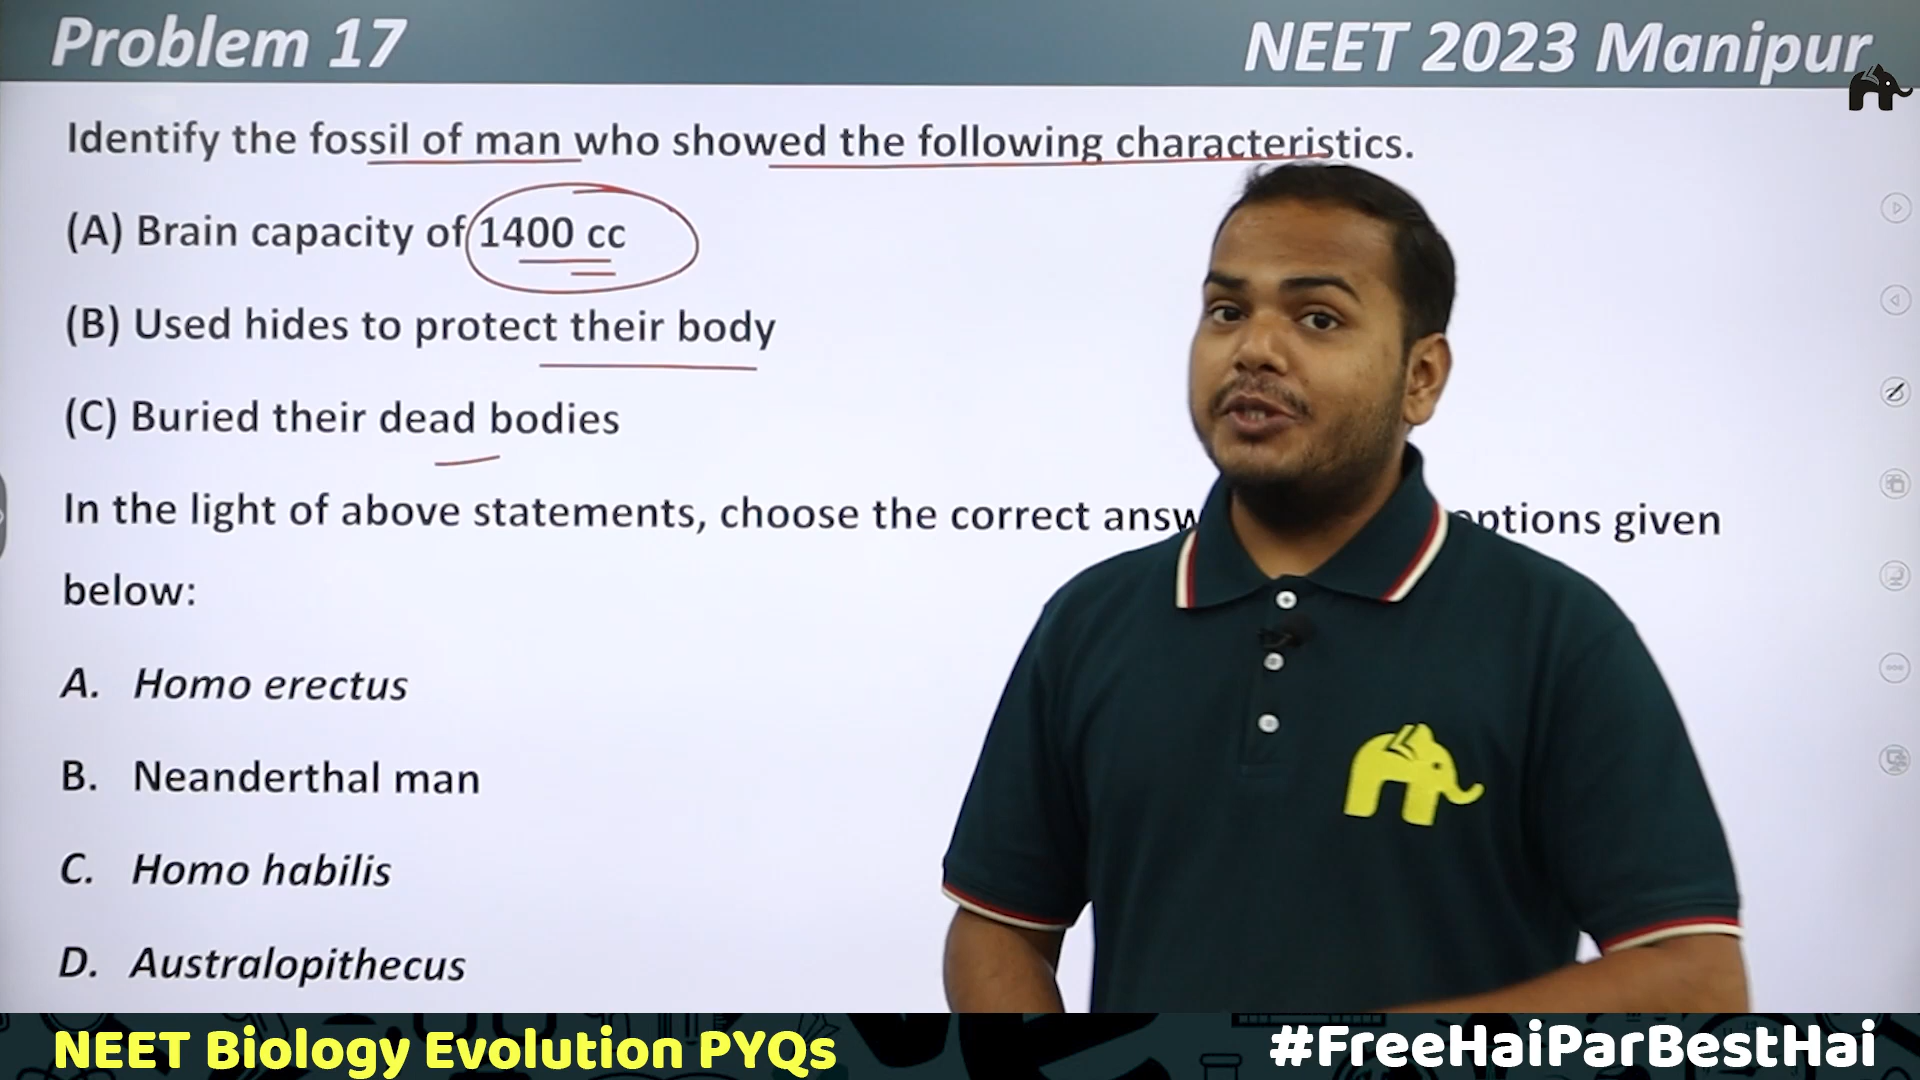 Problem 17
NEET 2023 Manipur
Identify the fossil of man who showed the following characteristics.
(A) Brain capacity of 1400 cc
(B) Used hides to protect their body
(C) Buried their dead bodies
In the light of above statements, choose the correct options given
below:
A. Homo erectus
B. Neanderthal man
C. Homo habilis
D. Australopithecus
NEET Biology Evolution PYQs
#FreeHaiParBestHai